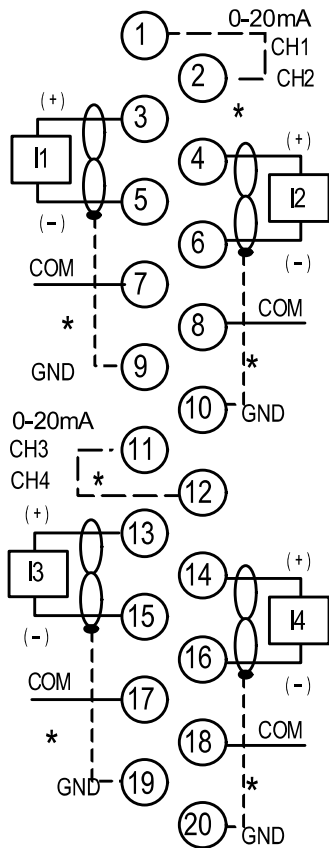 0-20mA
1
CH1
2
CH2
*
(+)
3
I1
(+)
4
5
I2
(-)
6
(-)
COM
7
*
8
COM
GND
9
*
10
GND
0-20mA
CH3
11
CH4
*
12
(+)
13
I3
(+)
14
15
I4
(-)
16
(-)
COM
17
*
18
COM
GND
19
*
20
GND